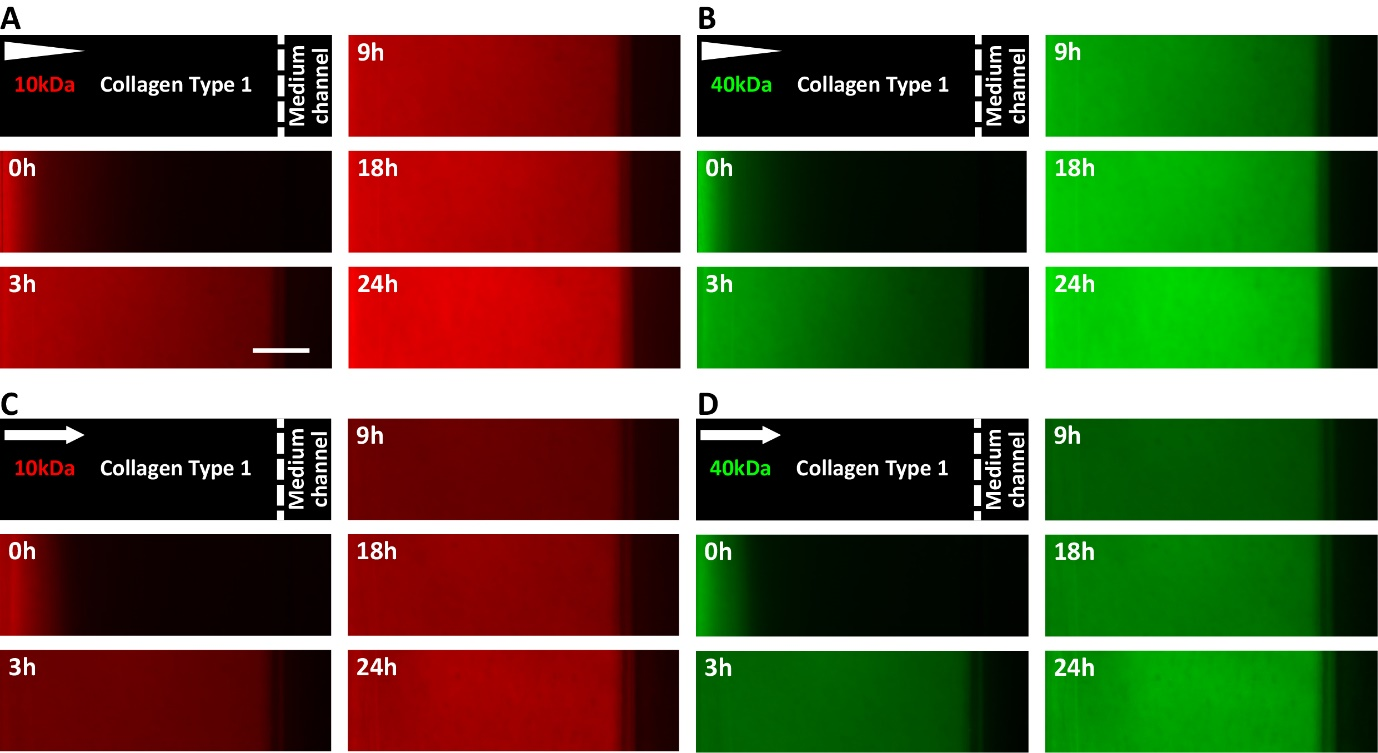 A
10kDa Collagen Type 1
Medium
channel
9h
0h
18h
3h
24h
B
40kDa Collagen Type 1
Medium
channel
9h
0h
18h
3h
24h
C
10kDa Collagen Type 1
Medium
channel
9h
0h
18h
3h
24h
D
40kDa Collagen Type 1
Medium
channel
9h
0h
18h
3h
24h